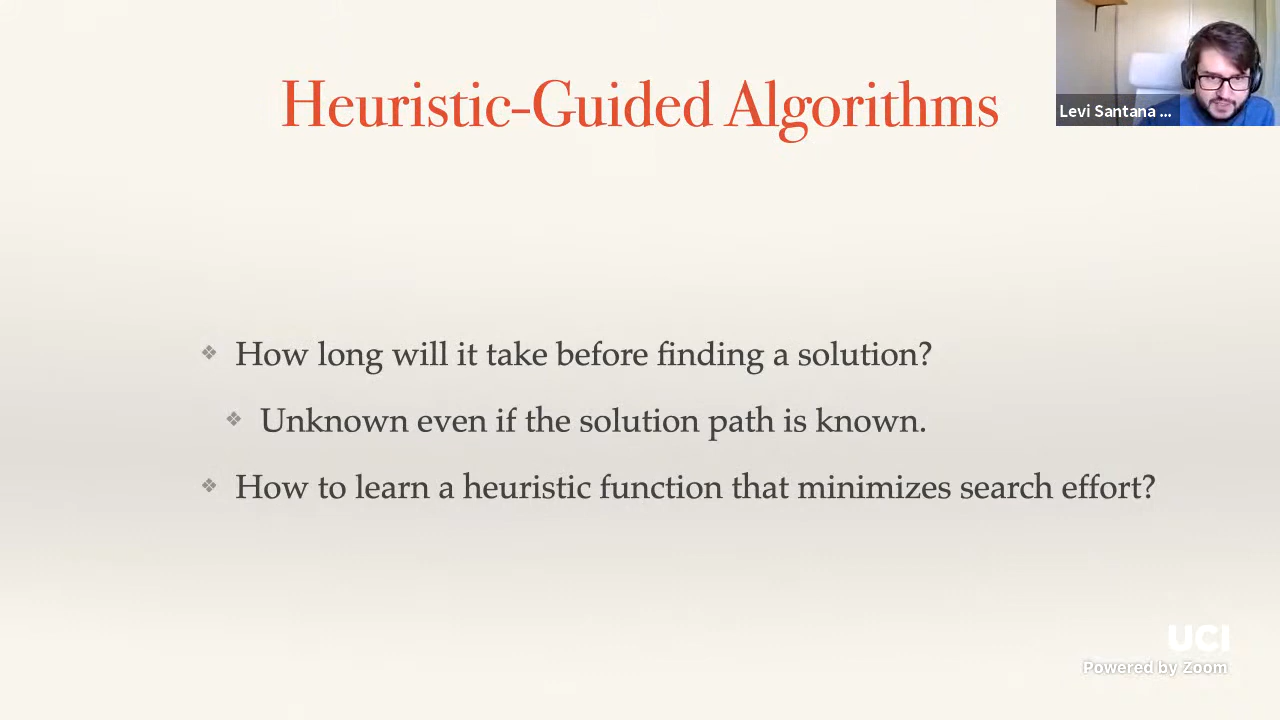 Heuristic-Guided Algorithms
Levi Santana ...
How long will it take before finding a solution?
Unknown even if the solution path is known.
How to learn a heuristic function that minimizes search effort?
UCI
Powered by Zoom